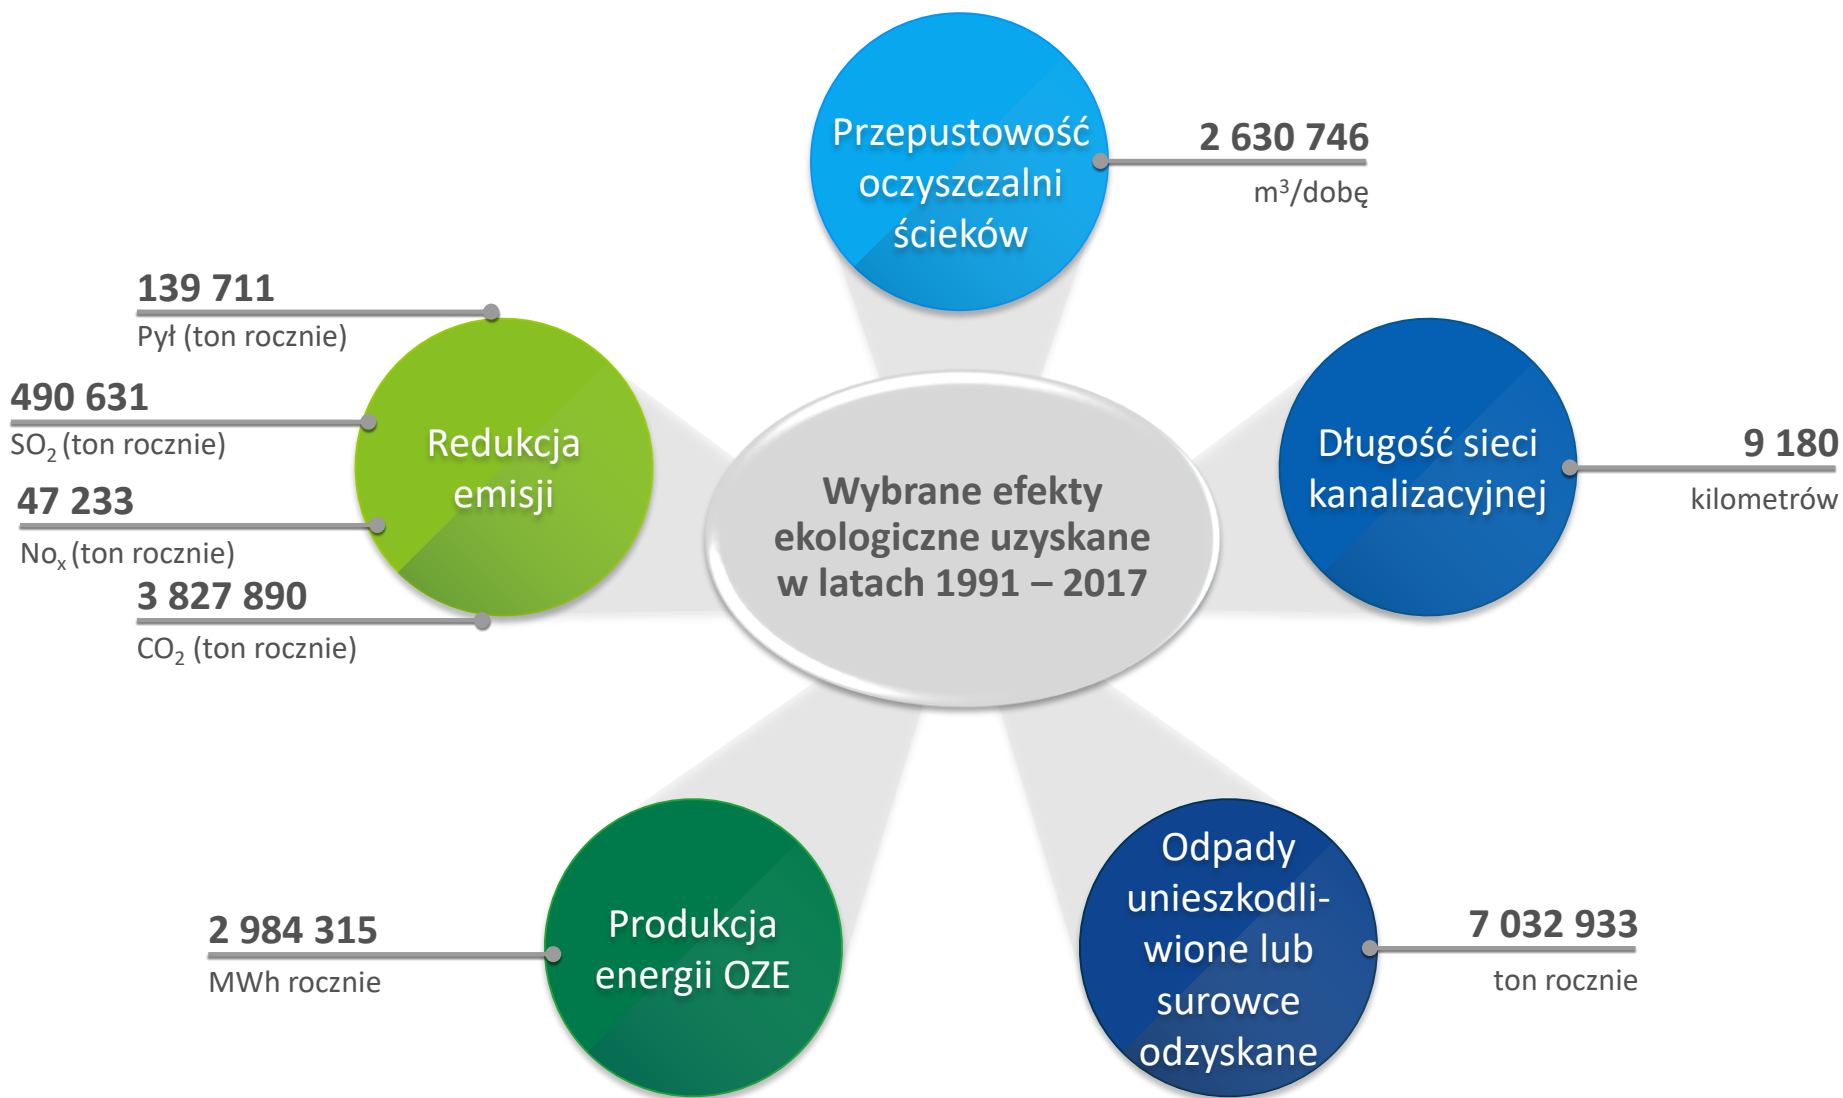 Przepustowość
oczyszczalni
ścieków
2 630 746
m³/dobę
139 711
Pył (ton rocznie)
490 631
SO₂ (ton rocznie)
47 233
Noₓ (ton rocznie)
3 827 890
CO₂ (ton rocznie)
Redukcja
emisji
Wybrane efekty
ekologiczne uzyskane
w latach 1991 – 2017
Długość sieci
kanalizacyjnej
9 180
kilometrów
2 984 315
MWh rocznie
Produkcja
energii OZE
Odpady
unieszkodli-
wione lub
surowce
odzyskane
7 032 933
ton rocznie